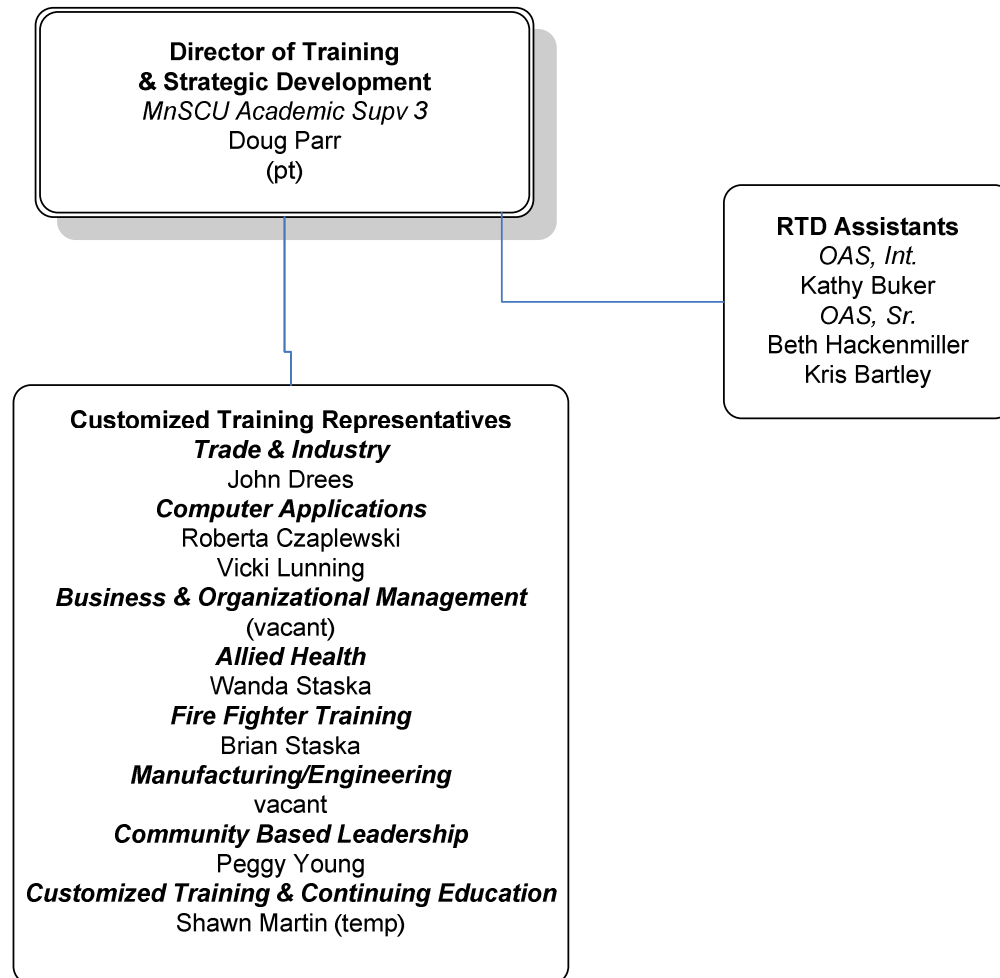 Director of Training
& Strategic Development
MnSCU Academic Supv 3
Doug Parr
(pt)
RTD Assistants
OAS, Int.
Kathy Buker
OAS, Sr.
Beth Hackenmiller
Kris Bartley
Customized Training Representatives
Trade & Industry
John Drees
Computer Applications
Roberta Czaplewski
Vicki Lunning
Business & Organizational Management
(vacant)
Allied Health
Wanda Staska
Fire Fighter Training
Brian Staska
Manufacturing/Engineering
vacant
Community Based Leadership
Peggy Young
Customized Training & Continuing Education
Shawn Martin (temp)